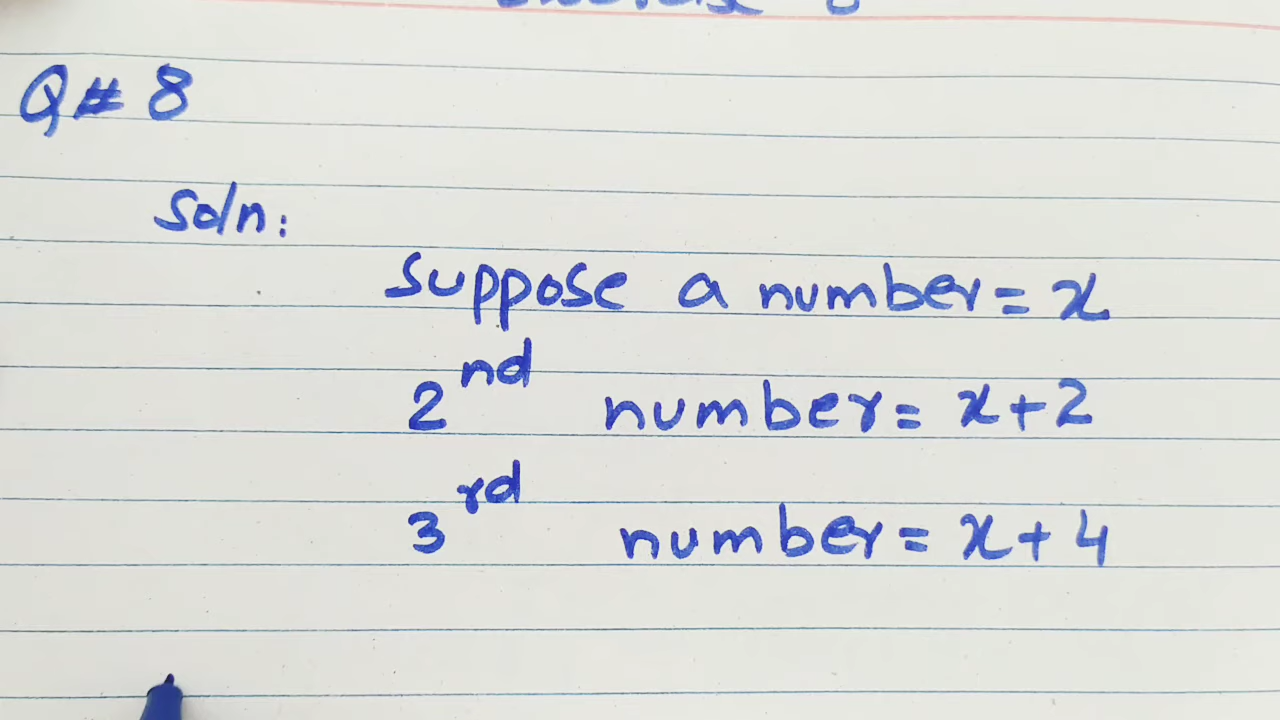 Q # 8
Soln:
Suppose a number = x
2nd number = x+2
3rd number = x+4